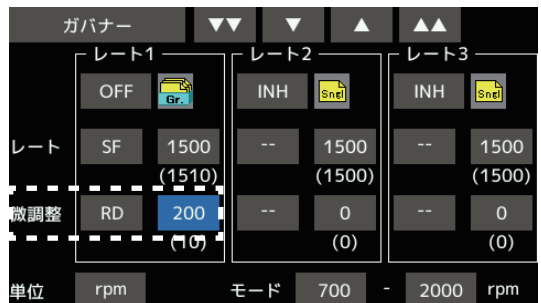 ガバナー ▼▼ ▼ ▲ ▲▲
レート1 レート2 レート3
OFF Gr. INH Sngl INH Sngl
レート SF 1500 -- 1500 -- 1500
(1510) (1500) (1500)
微調整 RD 200 -- 0 -- 0
(10) (0) (0)
単位 rpm モード 700 - 2000 rpm